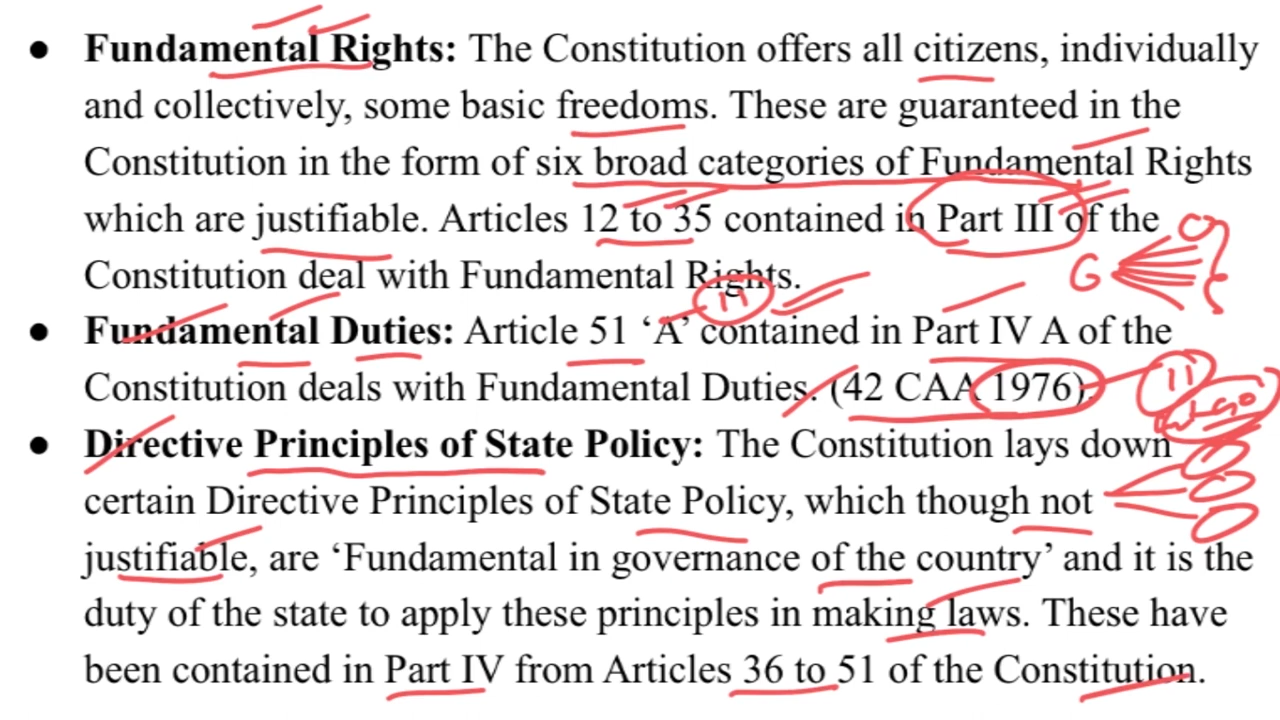 ● Fundamental Rights: The Constitution offers all citizens, individually
and collectively, some basic freedoms. These are guaranteed in the
Constitution in the form of six broad categories of Fundamental Rights
which are justifiable. Articles 12 to 35 contained in Part III of the
Constitution deal with Fundamental Rights.
G
11
● Fundamental Duties: Article 51 ‘A’ contained in Part IV A of the
Constitution deals with Fundamental Duties. (42 CAA 1976).
11
● Directive Principles of State Policy: The Constitution lays down
certain Directive Principles of State Policy, which though not
justifiable, are ‘Fundamental in governance of the country’ and it is the
duty of the state to apply these principles in making laws. These have
been contained in Part IV from Articles 36 to 51 of the Constitution.